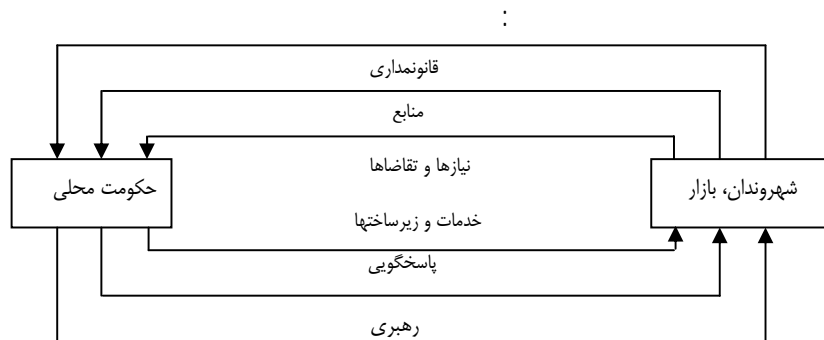 :
قانونمداری
منابع
نیازها و تقاضاها
شهروندان، بازار
حکومت محلی
خدمات و زیرساختها
پاسخگویی
رهبری